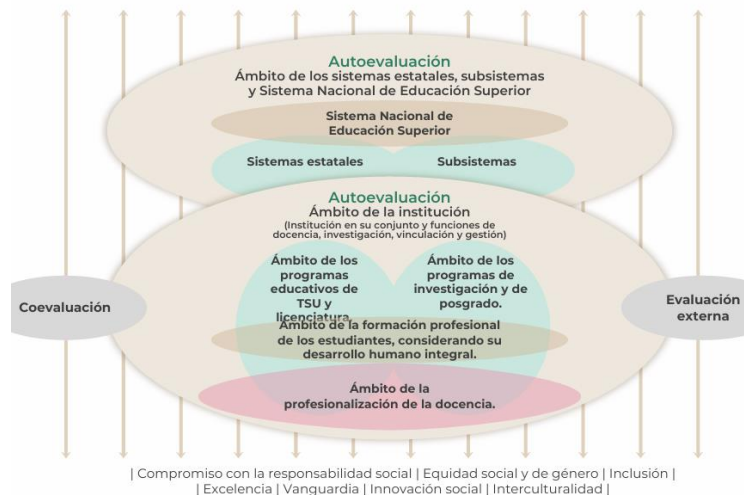 Autoevaluación
Ámbito de los sistemas estatales, subsistemas
y Sistema Nacional de Educación Superior
Sistema Nacional de
Educación Superior
Sistemas estatales
Subsistemas
Autoevaluación
Ámbito de la institución
(Institución en su conjunto y funciones de
docencia, investigación, vinculación y gestión)
Ámbito de los
programas
educativos de
TSU y
licenciatura.
Ámbito de los
programas de
investigación y de
posgrado.
Coevaluación
Evaluación
externa
Ámbito de la formación profesional
de los estudiantes, considerando su
desarrollo humano integral.
Ámbito de la
profesionalización de la docencia.
| Compromiso con la responsabilidad social | Equidad social y de género | Inclusión |
| Excelencia | Vanguardia | Innovación social | Interculturalidad |